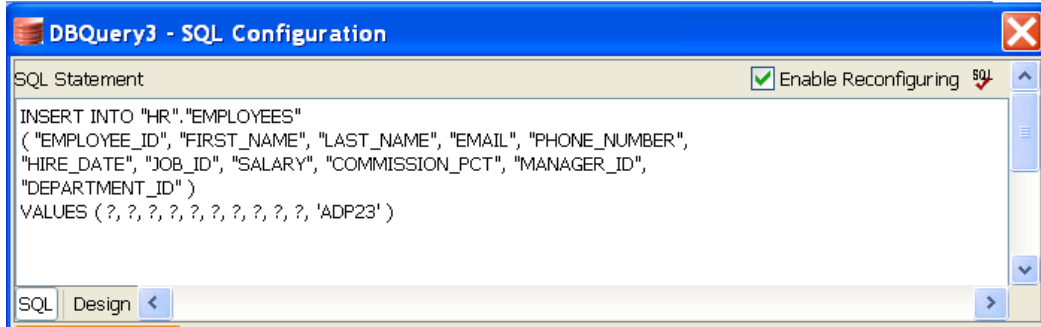 DBQuery3 - SQL Configuration
SQL Statement
Enable Reconfiguring
SQL
INSERT INTO "HR"."EMPLOYEES"
( "EMPLOYEE_ID", "FIRST_NAME", "LAST_NAME", "EMAIL", "PHONE_NUMBER",
"HIRE_DATE", "JOB_ID", "SALARY", "COMMISSION_PCT", "MANAGER_ID",
"DEPARTMENT_ID" )
VALUES ( ?, ?, ?, ?, ?, ?, ?, ?, ?, ?, 'ADP23' )
SQL Design